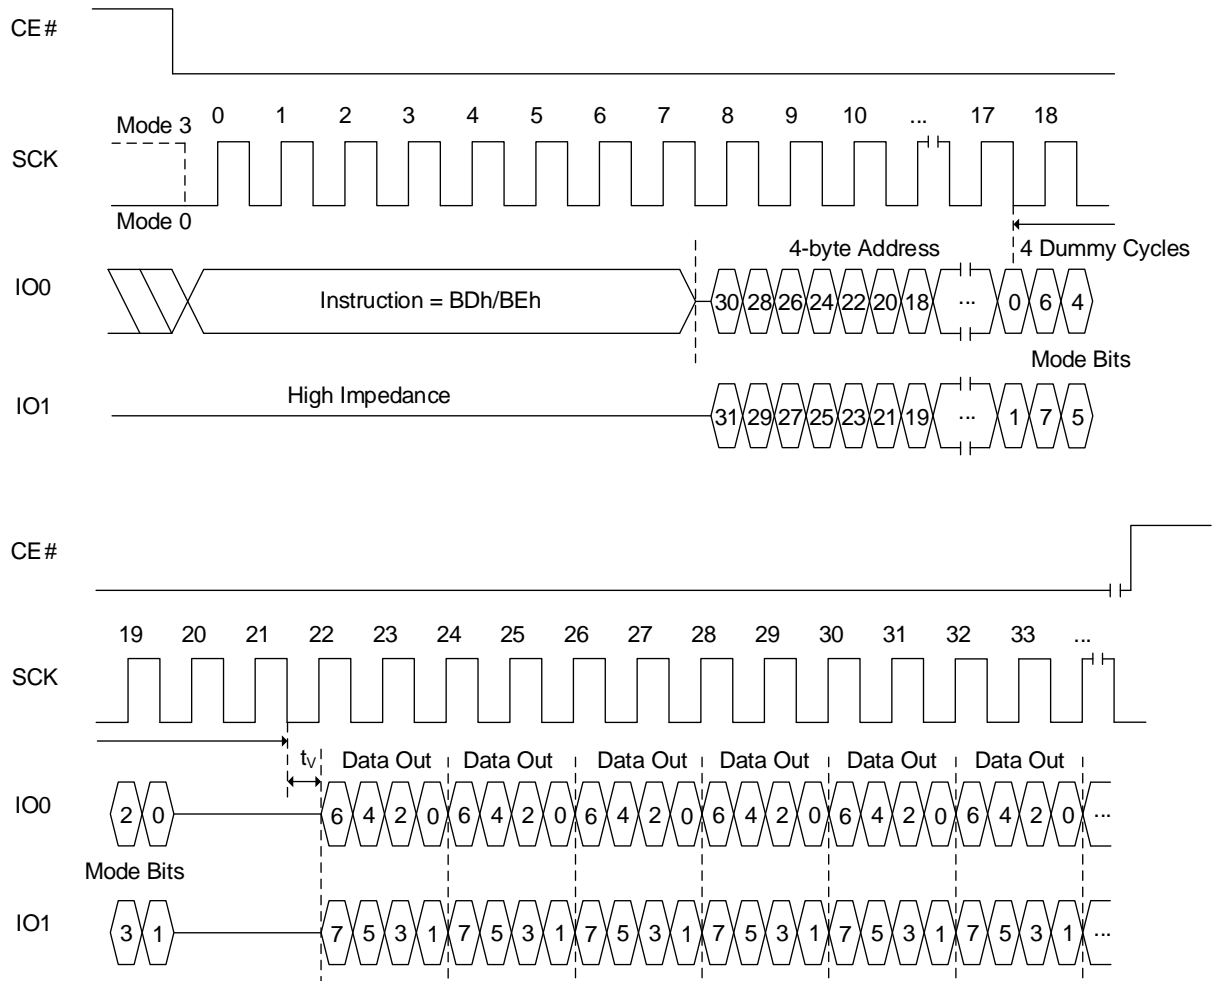 CE#
0 1 2 3 4 5 6 7 8 9 10 ... 17 18
Mode 3
SCK
Mode 0
4-byte Address 4 Dummy Cycles
IO0 Instruction = BDh/BEh 30 28 26 24 22 20 18 ... 0 6 4
Mode Bits
High Impedance
IO1 31 29 27 25 23 21 19 ... 1 7 5
CE#
19 20 21 22 23 24 25 26 27 28 29 30 31 32 33 ...
SCK
tV Data Out Data Out Data Out Data Out Data Out Data Out
IO0 2 0 6 4 2 0 6 4 2 0 6 4 2 0 6 4 2 0 6 4 2 0 6 4 2 0 ...
Mode Bits
IO1 3 1 7 5 3 1 7 5 3 1 7 5 3 1 7 5 3 1 7 5 3 1 7 5 3 1 ...